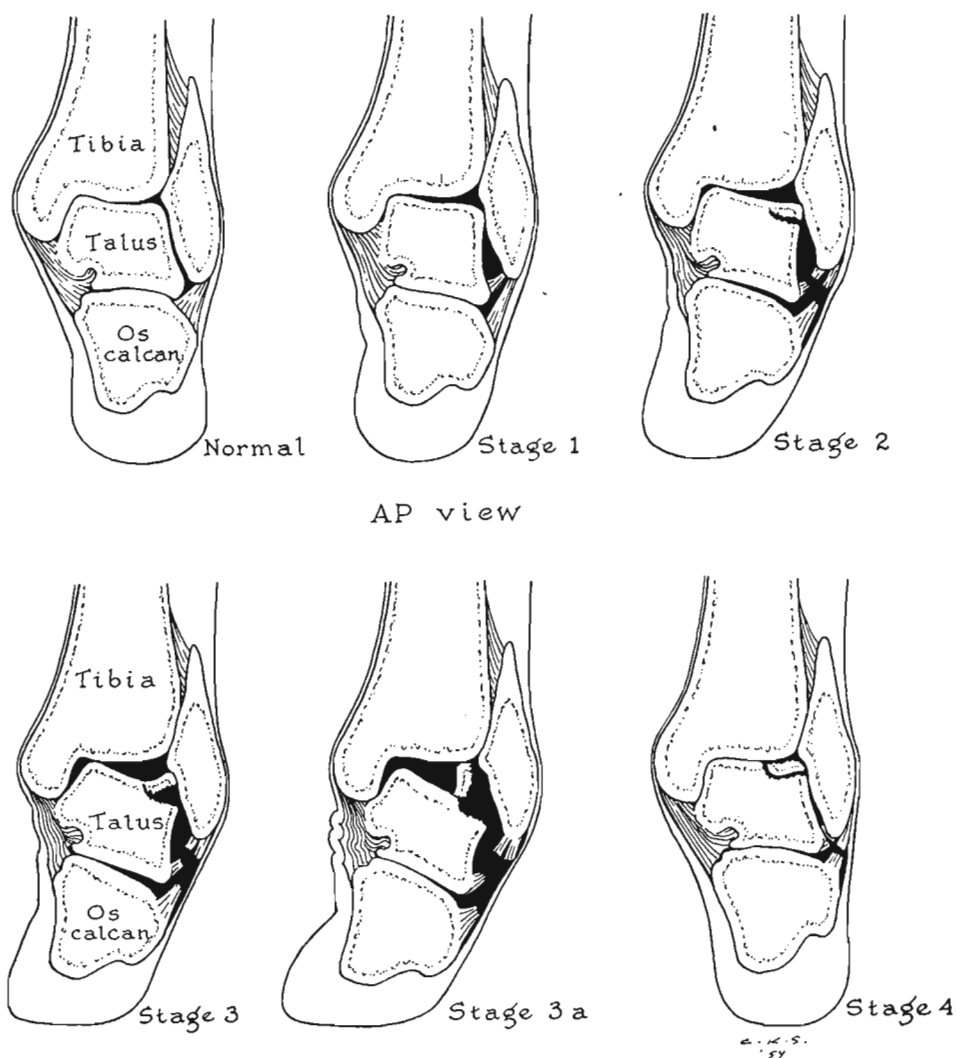 Tibia
Talus
Os
calcan
Normal
Stage 1
Stage 2
AP view
Tibia
Talus
Os
calcan
Stage 3
Stage 3a
Stage 4